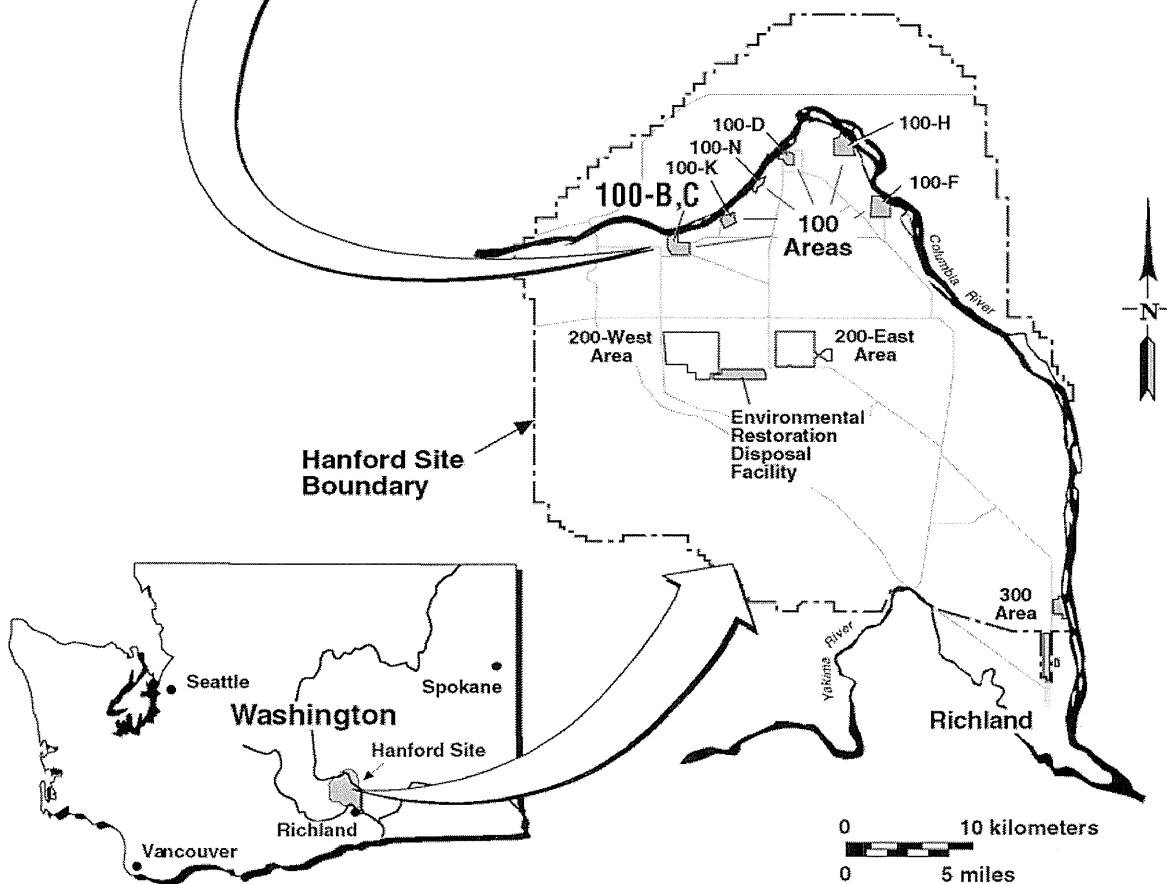 100-D
100-H
100-N
100-K
100-F
100-B,C
100
Areas
Columbia River
N
200-West
Area
200-East
Area
Environmental
Restoration
Disposal
Facility
Hanford Site
Boundary
300
Area
Yakima River
Richland
Seattle
Spokane
Washington
Hanford Site
Richland
Vancouver
0 10 kilometers
0 5 miles